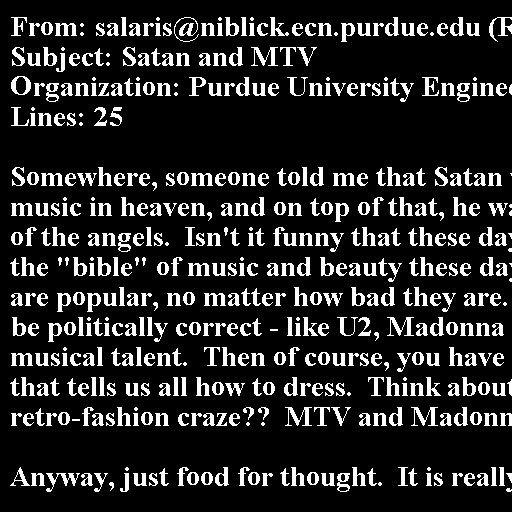 From: salaris@niblick.ecn.purdue.edu (R
Subject: Satan and MTV
Organization: Purdue University Enginee
Lines: 25

Somewhere, someone told me that Satan
music in heaven, and on top of that, he wa
of the angels.  Isn't it funny that these day
the "bible" of music and beauty these day
are popular, no matter how bad they are.
be politically correct - like U2, Madonna
musical talent.  Then of course, you have
that tells us all how to dress.  Think about
retro-fashion craze??  MTV and Madonn

Anyway, just food for thought.  It is really